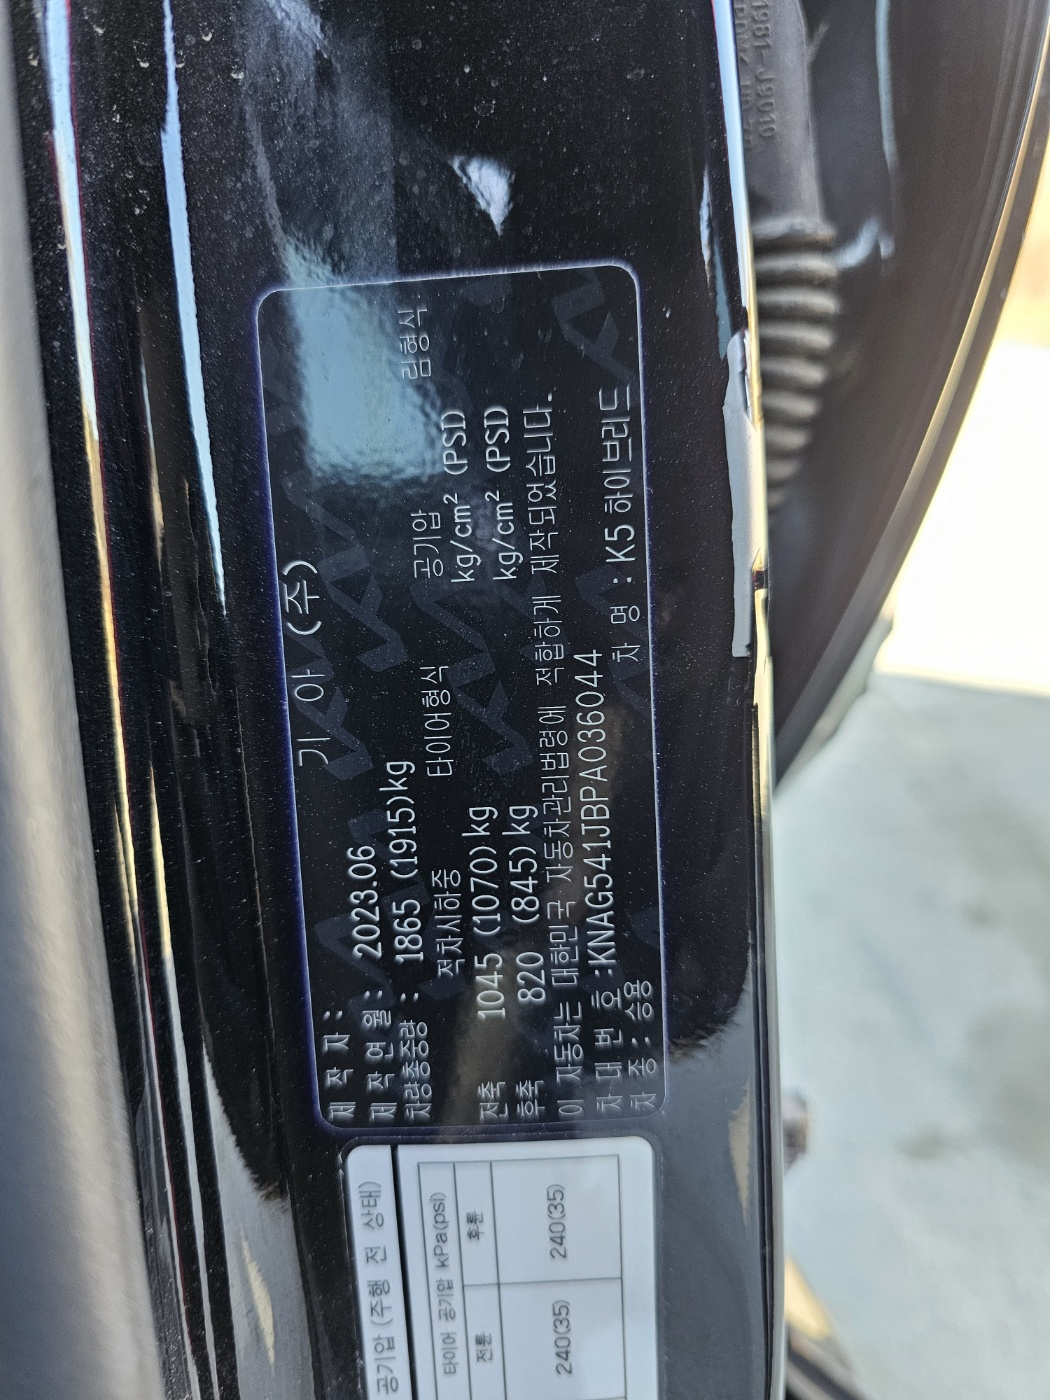 기 아 (주)
제 작 자 :
제 작 연 월 : 2023.06
차량총중량 : 1865 (1915)kg
적차시하중 타이어형식 공기압 림형식
전축 1045 (1070) kg kg/cm² (PSI)
후축 820 (845) kg kg/cm² (PSI)
이 자동차는 대한민국 자동차관리법령에 적합하게 제작되었습니다.
차 대 번 호 :KNAG541JBPA036044
차 종 : 승용 차 명 : K5 하이브리드
공기압 (주행 전 상태)
타이어 공기압 KPa(psi)
전륜 후륜
240(35) 240(35)